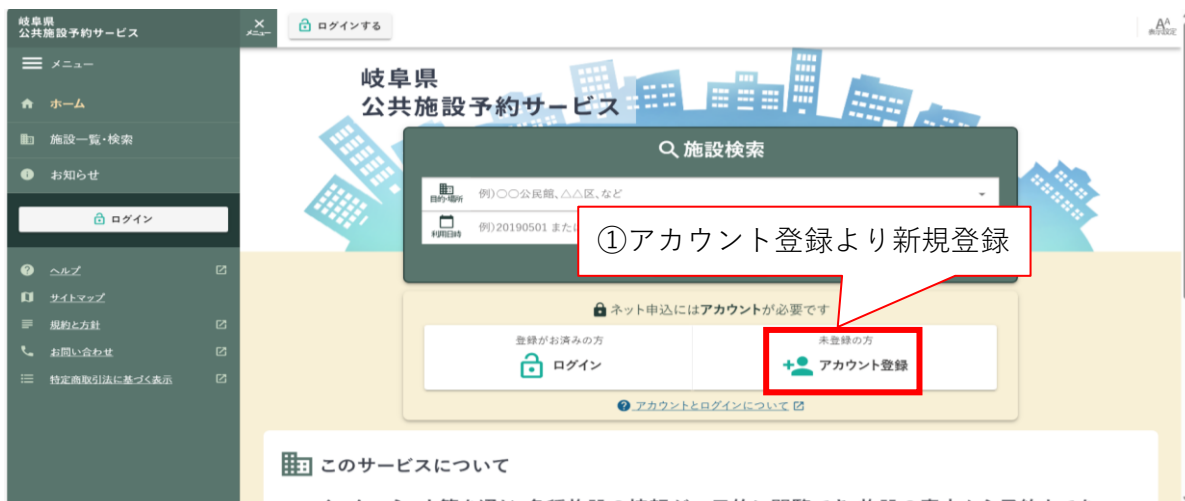 岐阜県
公共施設予約サービス
メニュー
ログインする
表示設定
メニュー
ホーム
施設一覧・検索
お知らせ
ログイン
ヘルプ
サイトマップ
規約と方針
お問い合わせ
特定商取引法に基づく表示
岐阜県
公共施設予約サービス
施設検索
目的・場所
例)○○公民館、△△区、など
利用日時
例)20190501 または
①アカウント登録より新規登録
ネット申込にはアカウントが必要です
登録がお済みの方
ログイン
未登録の方
アカウント登録
アカウントとログインについて
このサービスについて